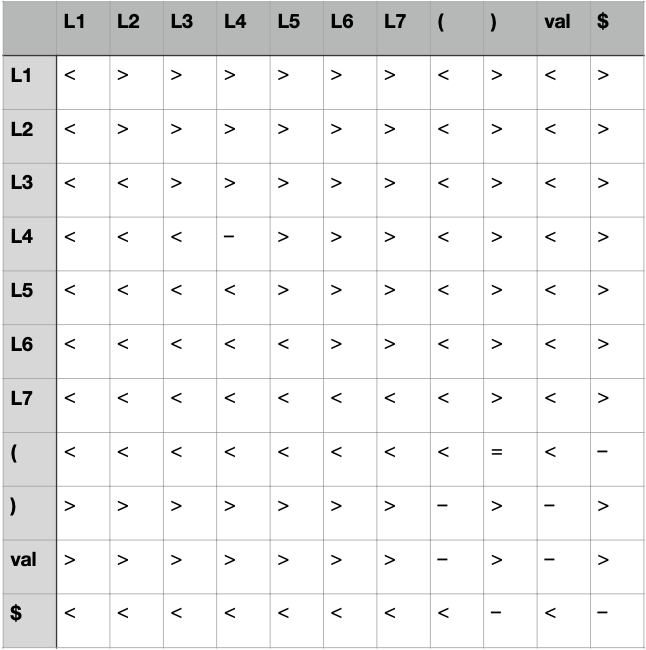 L1 L2 L3 L4 L5 L6 L7 ( ) val $
L1 < > > > > > > < > < >
L2 < > > > > > > < > < >
L3 < < > > > > > < > < >
L4 < < < – > > > < > < >
L5 < < < < > > > < > < >
L6 < < < < < > > < > < >
L7 < < < < < < < < > < >
( < < < < < < < < = < –
) > > > > > > > – > – >
val > > > > > > > – > – >
$ < < < < < < < < – < –